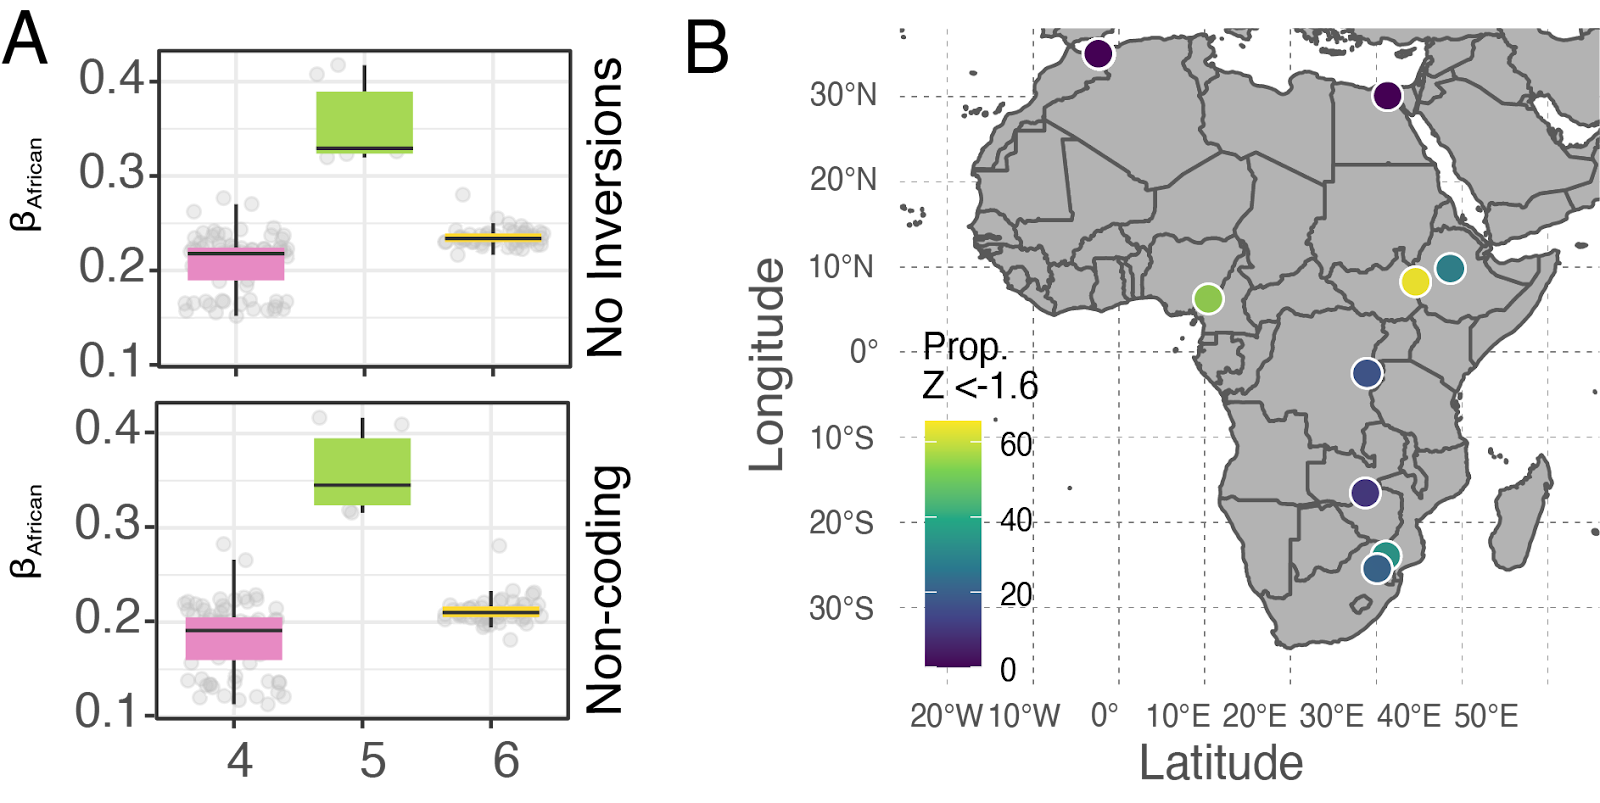 A
0.4
0.3
0.2
0.1
βAfrican
No Inversions
0.4
0.3
0.2
0.1
βAfrican
Non-coding
4 5 6
B
30°N
20°N
10°N
0°
10°S
20°S
30°S
Longitude
Prop.
Z <-1.6
60
40
20
0
20°W 10°W 0° 10°E 20°E 30°E 40°E 50°E
Latitude